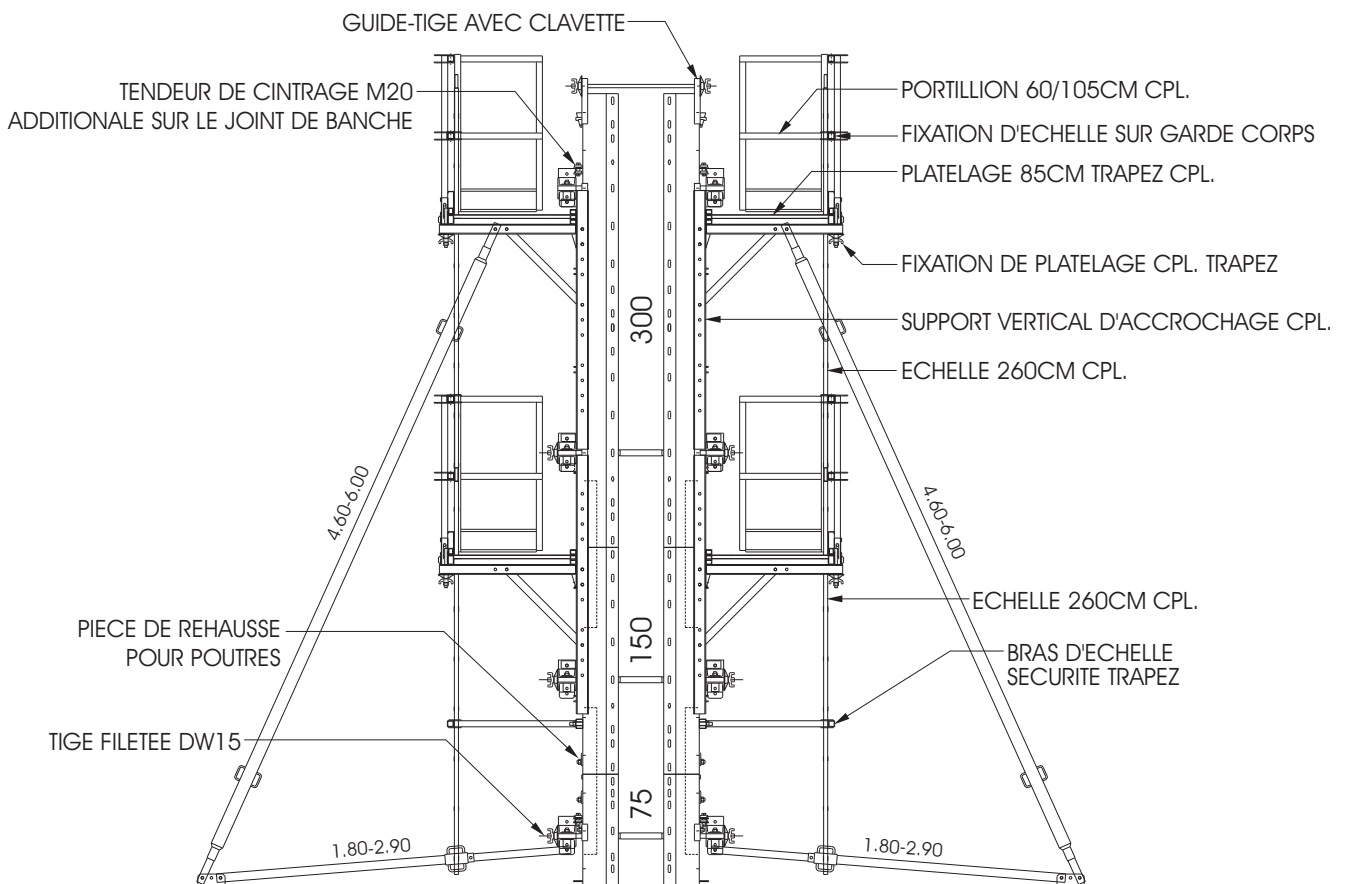 GUIDE-TIGE AVEC CLAVETTE
TENDEUR DE CINTRAGE M20
ADDITIONALE SUR LE JOINT DE BANCHE
PORTILLION 60/105CM CPL.
FIXATION D'ECHELLE SUR GARDE CORPS
PLATELAGE 85CM TRAPEZ CPL.
FIXATION DE PLATELAGE CPL. TRAPEZ
300
SUPPORT VERTICAL D'ACCROCHAGE CPL.
ECHELLE 260CM CPL.
4.60-6.00
4.60-6.00
ECHELLE 260CM CPL.
PIECE DE REHAUSSE
POUR POUTRES
150
BRAS D'ECHELLE
SECURITE TRAPEZ
TIGE FILETEE DW15
75
1.80-2.90
1.80-2.90